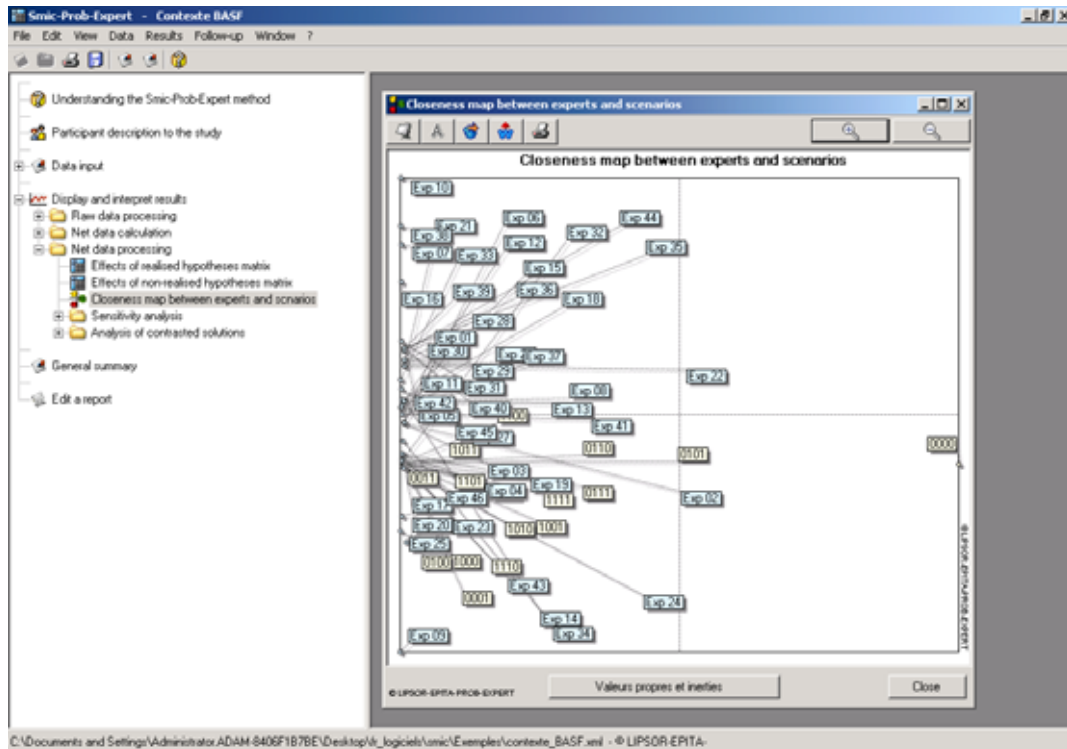 Smic-Prob-Expert - Contexte BASF
File Edit View Data Results Follow-up Window ?
Understanding the Smic-Prob-Expert method
Participant description to the study
Data input
Display and interpret results
Raw data processing
Net data calculation
Net data processing
Effects of realised hypotheses matrix
Effects of non-realised hypotheses matrix
Closeness map between experts and scnarios
Sensitivity analysis
Analysis of contrasted solutions
General summary
Edit a report
Closeness map between experts and scenarios
Closeness map between experts and scenarios
Exp 10
Exp 06
Exp 44
Exp 21
Exp 32
Exp 38
Exp 12
Exp 35
Exp 07
Exp 33
Exp 15
Exp 16
Exp 39
Exp 36
Exp 18
Exp 28
Exp 01
Exp 30
Exp 37
Exp 29
Exp 22
Exp 11
Exp 31
Exp 08
Exp 42
Exp 40
Exp 13
Exp 05
Exp 41
Exp 45
0000
1011
0110
0101
Exp 03
0011
1101
Exp 19
Exp 04
0111
Exp 46
1111
Exp 02
Exp 20
Exp 23
1010
1001
Exp 25
0100
1000
1110
Exp 43
0001
Exp 24
Exp 14
Exp 09
Exp 34
© LIPSOR-EPITA-PROB-EXPERT
© LIPSOR-EPITA-PROB-EXPERT
Valeurs propres et inerties
Close
C:\Documents and Settings\Administrator.ADAM-8406F1B7BE\Desktop\fr_logiciels\smic\Exemples\contexte_BASF.xml - © LIPSOR-EPITA-